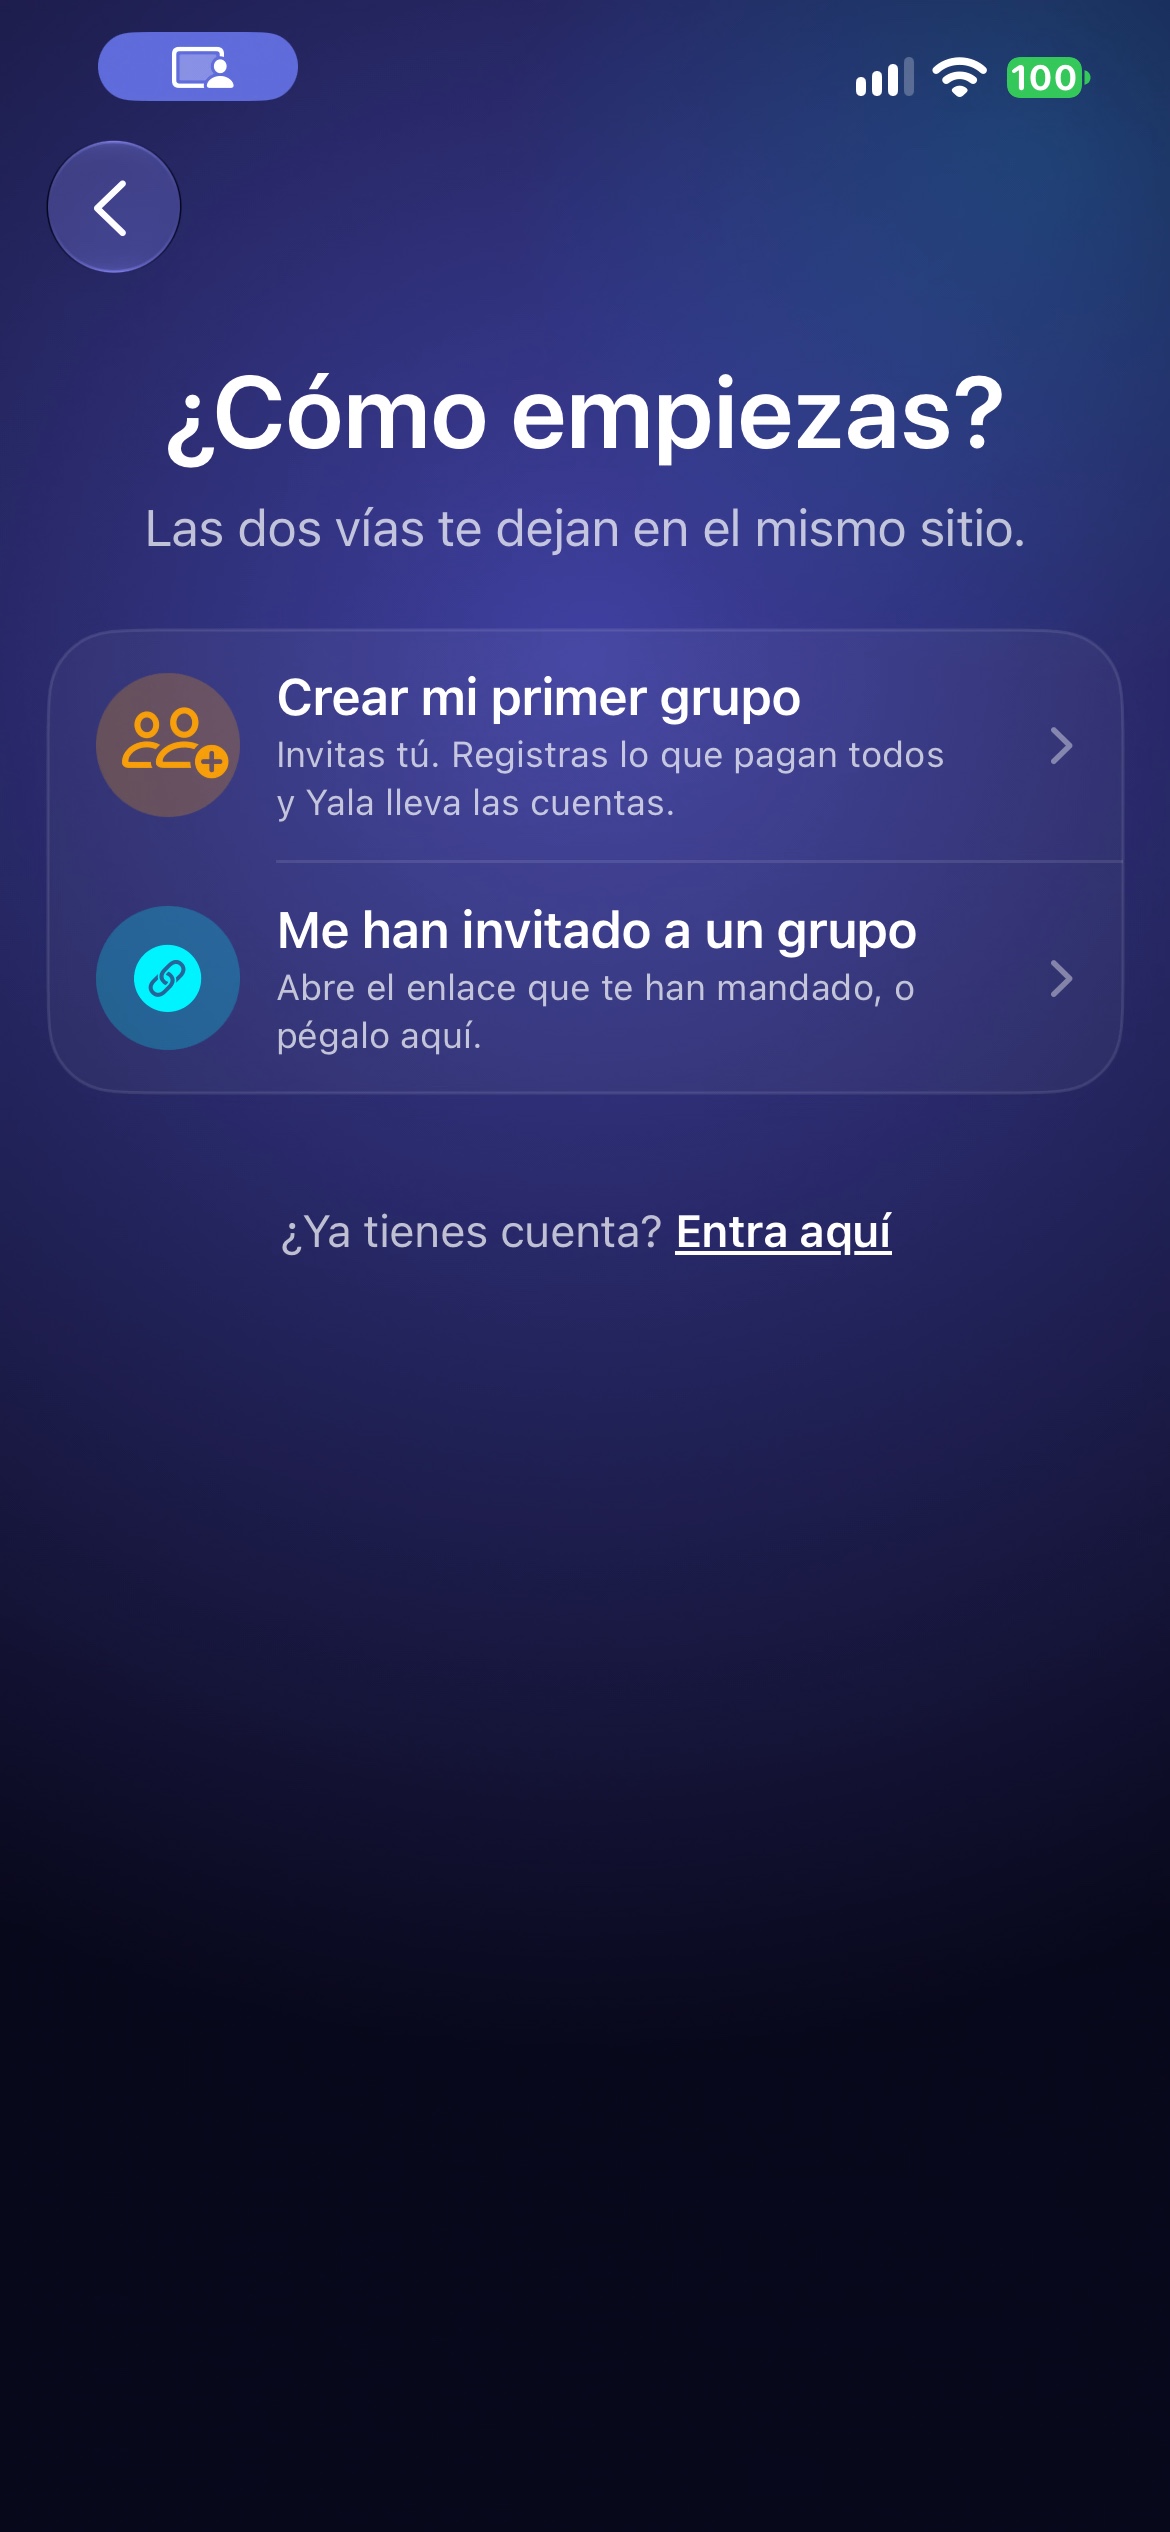 100
¿Cómo empiezas?
Las dos vías te dejan en el mismo sitio.
Crear mi primer grupo
Invitas tú. Registras lo que pagan todos
y Yala lleva las cuentas.
Me han invitado a un grupo
Abre el enlace que te han mandado, o
pégalo aquí.
¿Ya tienes cuenta? Entra aquí